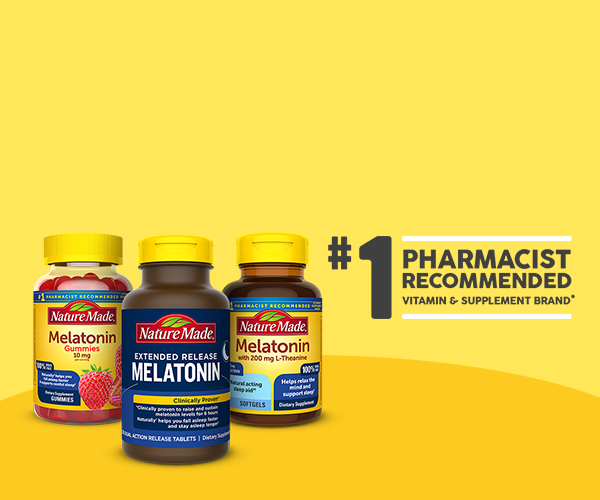 #1
PHARMACIST
RECOMMENDED
VITAMIN & SUPPLEMENT BRAND*
#1 PHARMACIST RECOMMENDED
Nature Made®
Melatonin
Gummies
10 mg
per serving
100%
Naturally† helps you
fall asleep faster
& supports restful sleep†
Dietary Supplement
GUMMIES
Nature Made®
EXTENDED RELEASE
MELATONIN
Clinically Proven†
†Clinically proven to raise and sustain
melatonin levels for 6 hours
Naturally† helps you fall asleep faster
and stay asleep longer†
DUAL ACTION RELEASE TABLETS | Dietary
PHARMACIST RECOMMENDED
Nature Made®
Melatonin
with 200 mg L-Theanine
100%
Natural acting
sleep aid††
Helps relax the
mind and
support sleep†
SOFTGELS
Dietary Supplement